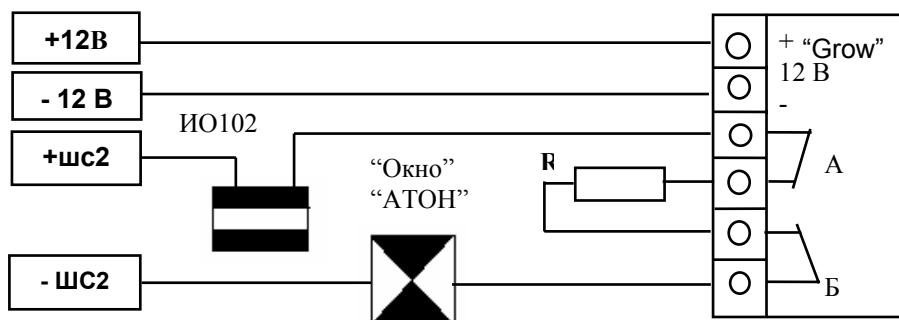 +12В
- 12 В
+шс2
- ШС2
ИО102
“Окно”
“АТОН”
R
+ “Grow”
12 В
-
А
Б